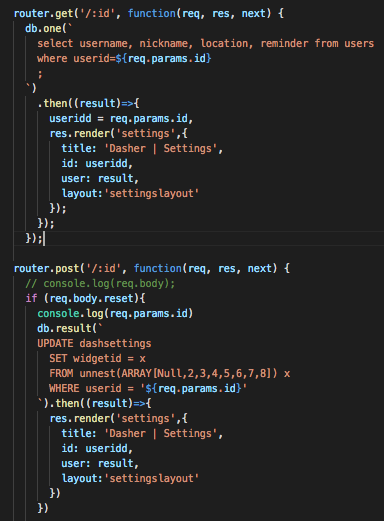 router.get('/:id', function(req, res, next) {
  db.one(`
    select username, nickname, location, reminder from users
    where userid=${req.params.id}
    ;
  `)
    .then((result)=>{
      useridd = req.params.id,
      res.render('settings',{
        title: 'Dasher | Settings',
        id: useridd,
        user: result,
        layout:'settingslayout'
      });
    });
  });

router.post('/:id', function(req, res, next) {
  // console.log(req.body);
  if (req.body.reset){
    console.log(req.params.id)
    db.result(`
    UPDATE dashsettings
      SET widgetid = x
      FROM unnest(ARRAY[Null,2,3,4,5,6,7,8]) x
      WHERE userid = '${req.params.id}'
    `).then((result)=>{
      res.render('settings',{
        title: 'Dasher | Settings',
        id: useridd,
        user: result,
        layout:'settingslayout'
      })
    })